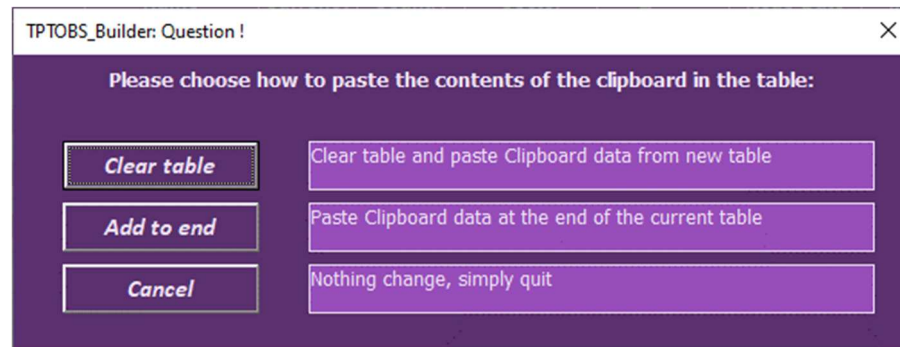 TPTOBS_Builder: Question !
Please choose how to paste the contents of the clipboard in the table:
Clear table
Clear table and paste Clipboard data from new table
Add to end
Paste Clipboard data at the end of the current table
Cancel
Nothing change, simply quit